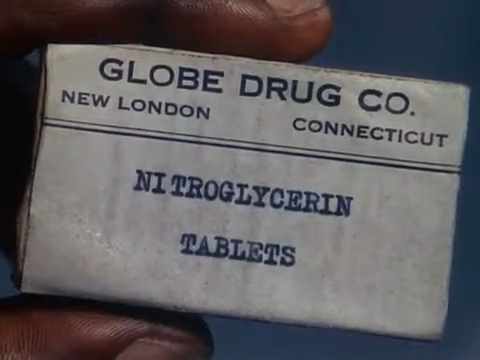 GLOBE DRUG CO.
NEW LONDON CONNECTICUT
NITROGLYCERIN
TABLETS